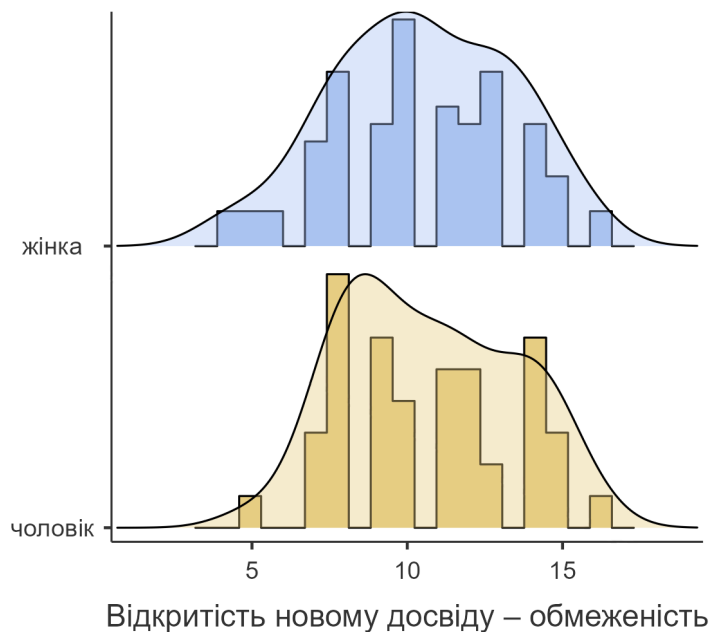 жінка
чоловік
5 10 15
Відкритість новому досвіду – обмеженість